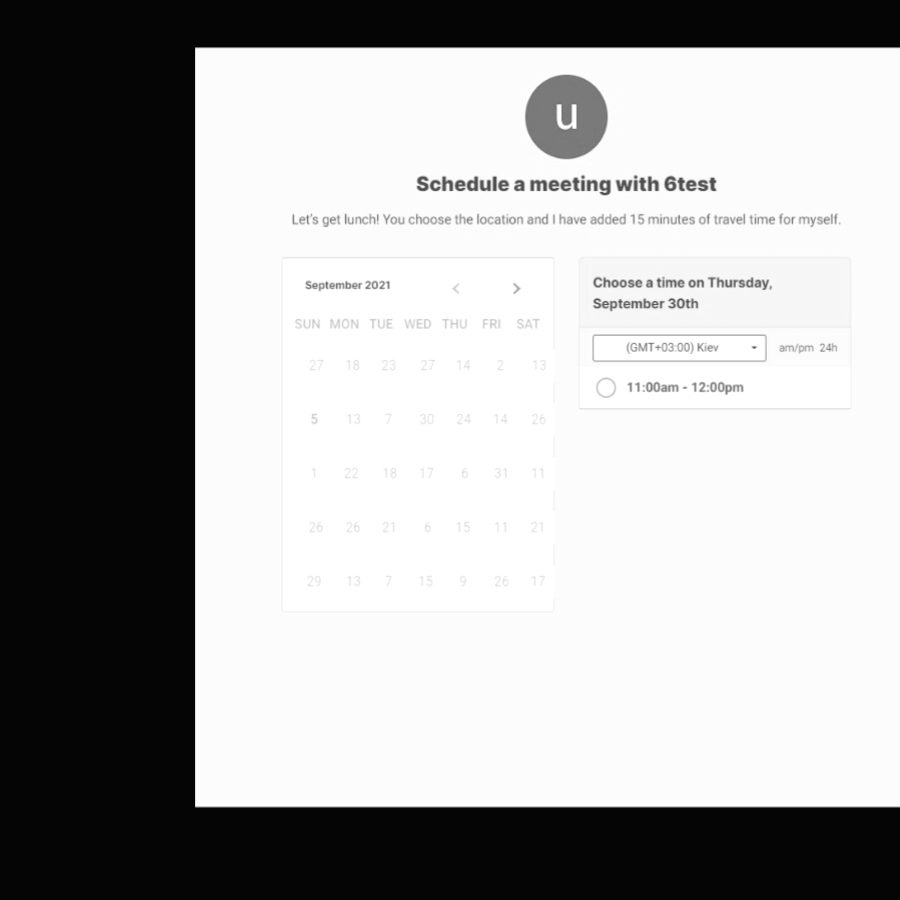 u
Schedule a meeting with 6test
Let's get lunch! You choose the location and I have added 15 minutes of travel time for myself.
September 2021
SUN MON TUE WED THU FRI SAT
27 18 23 27 14 2 13
5 13 7 30 24 14 26
1 22 18 17 6 31 11
26 26 21 6 15 11 21
29 13 7 15 9 26 17
Choose a time on Thursday,
September 30th
(GMT+03:00) Kiev am/pm 24h
11:00am - 12:00pm